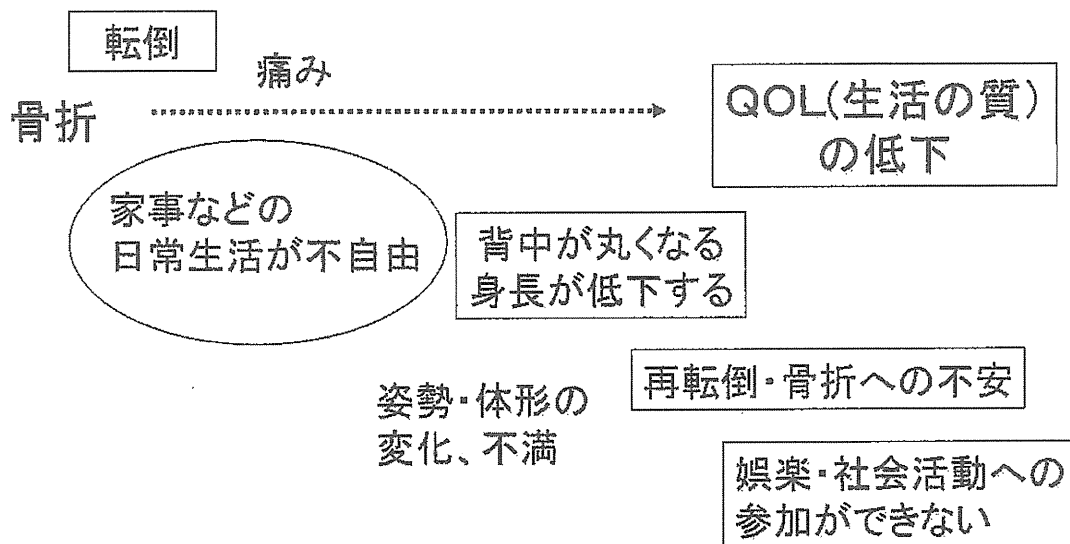 転倒
痛み
骨折
QOL(生活の質)
の低下
家事などの
日常生活が不自由
背中が丸くなる
身長が低下する
再転倒・骨折への不安
姿勢・体形の
変化、不満
娯楽・社会活動への
参加ができない